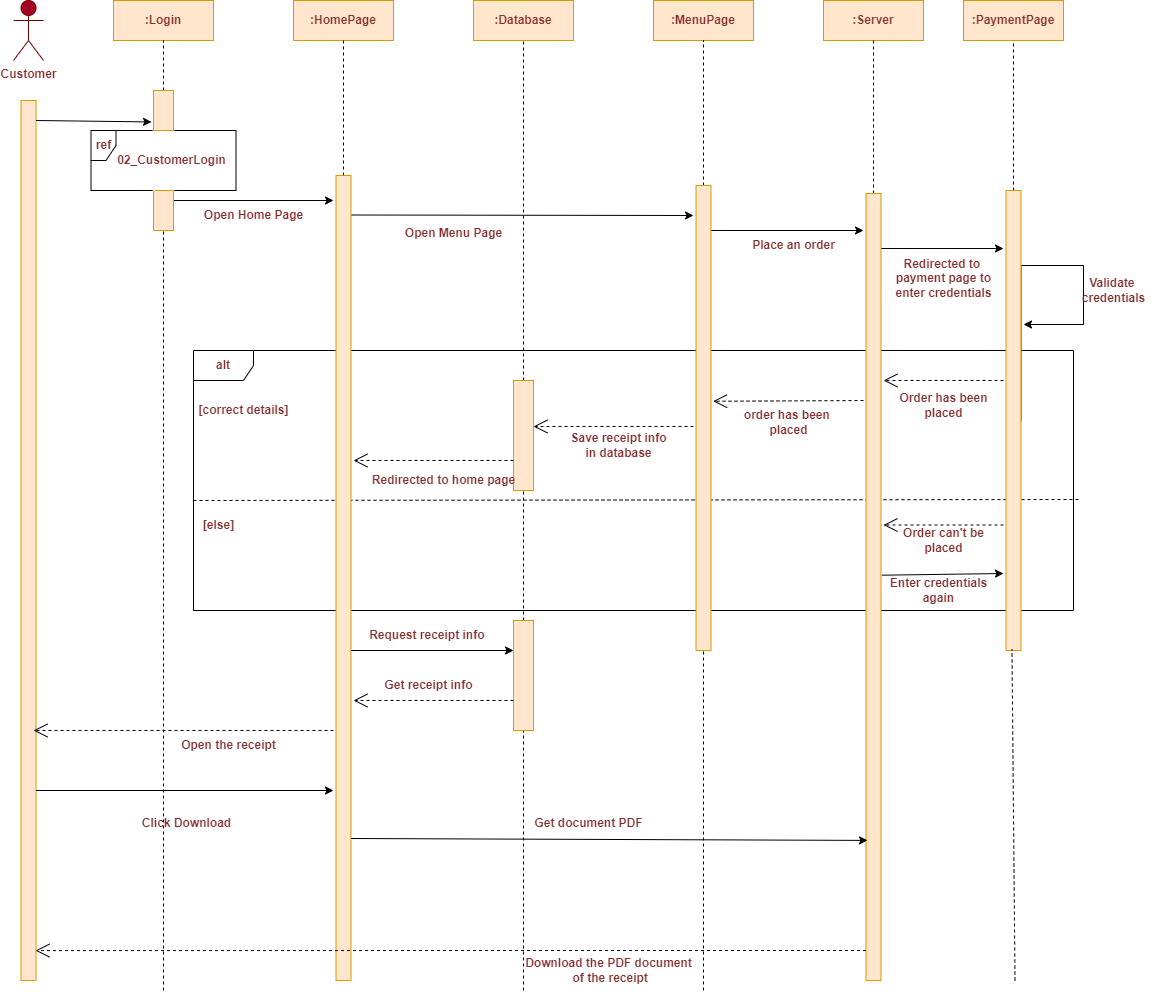 :Login
:HomePage
:Database
:MenuPage
:Server
:PaymentPage
Customer
ref
02_CustomerLogin
Open Home Page
Open Menu Page
Place an order
Redirected to
payment page to
enter credentials
Validate
credentials
alt
[correct details]
Order has been
placed
order has been
placed
Save receipt info
in database
Redirected to home page
[else]
Order can't be
placed
Enter credentials
again
Request receipt info
Get receipt info
Open the receipt
Click Download
Get document PDF
Download the PDF document
of the receipt